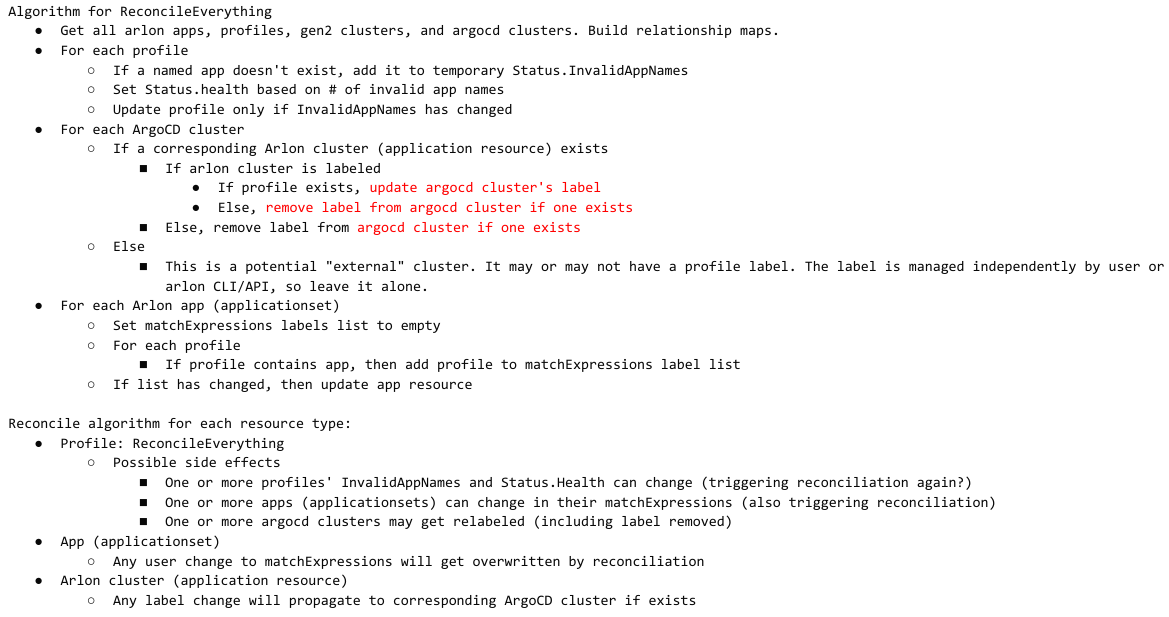 Algorithm for ReconcileEverything
● Get all arlon apps, profiles, gen2 clusters, and argocd clusters. Build relationship maps.
● For each profile
○ If a named app doesn't exist, add it to temporary Status.InvalidAppNames
○ Set Status.health based on # of invalid app names
○ Update profile only if InvalidAppNames has changed
● For each ArgoCD cluster
○ If a corresponding Arlon cluster (application resource) exists
■ If arlon cluster is labeled
● If profile exists, update argocd cluster's label
● Else, remove label from argocd cluster if one exists
■ Else, remove label from argocd cluster if one exists
○ Else
■ This is a potential "external" cluster. It may or may not have a profile label. The label is managed independently by user or
arlon CLI/API, so leave it alone.
● For each Arlon app (applicationset)
○ Set matchExpressions labels list to empty
○ For each profile
■ If profile contains app, then add profile to matchExpressions label list
○ If list has changed, then update app resource
Reconcile algorithm for each resource type:
● Profile: ReconcileEverything
○ Possible side effects
■ One or more profiles' InvalidAppNames and Status.Health can change (triggering reconciliation again?)
■ One or more apps (applicationsets) can change in their matchExpressions (also triggering reconciliation)
■ One or more argocd clusters may get relabeled (including label removed)
● App (applicationset)
○ Any user change to matchExpressions will get overwritten by reconciliation
● Arlon cluster (application resource)
○ Any label change will propagate to corresponding ArgoCD cluster if exists